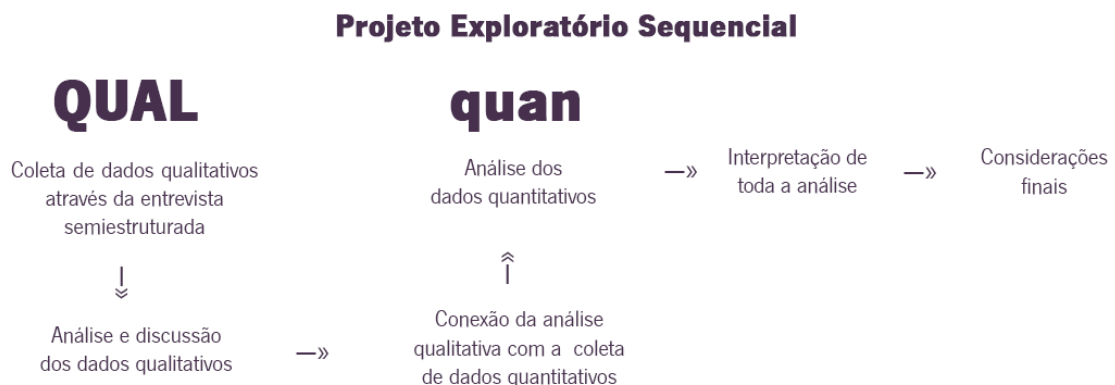 Projeto Exploratório Sequencial
QUAL
Coleta de dados qualitativos
através da entrevista
semiestruturada
Análise e discussão
dos dados qualitativos
quan
Conexão da análise
qualitativa com a coleta
de dados quantitativos
Análise dos
dados quantitativos
Interpretação de
toda a análise
Considerações
finais